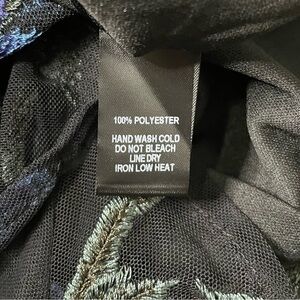 100% POLYESTER
HAND WASH COLD
DO NOT BLEACH
LINE DRY
IRON LOW HEAT